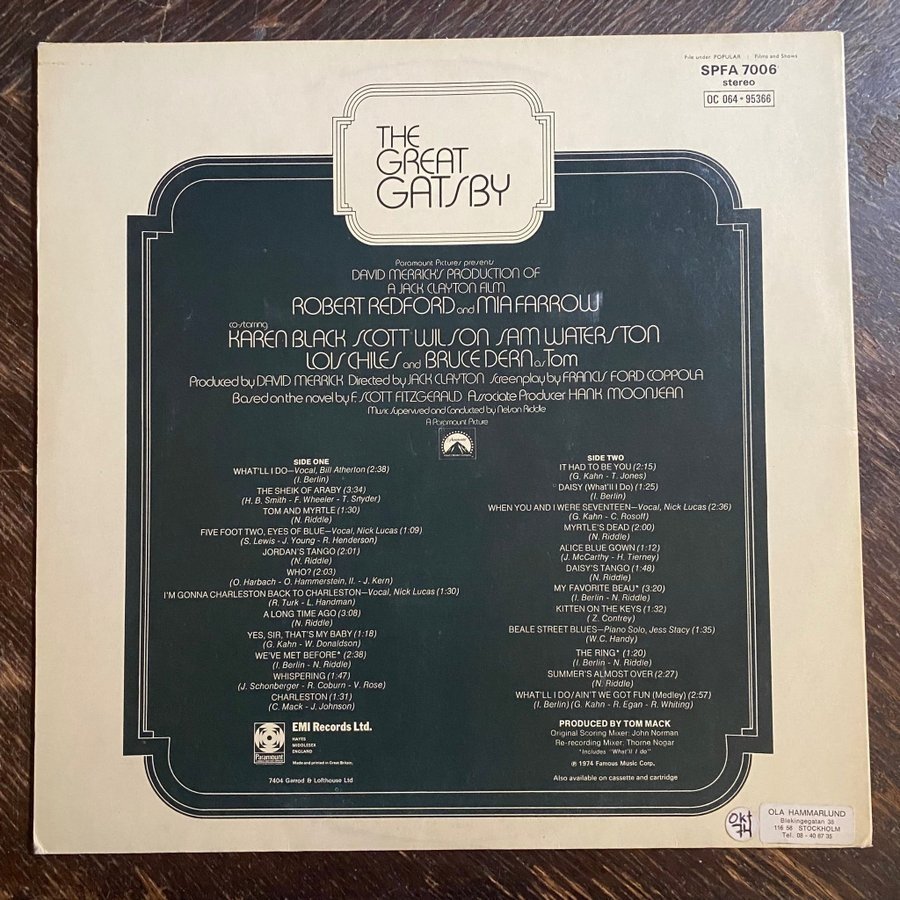 File under: POPULAR | Films and Shows
SPFA 7006
stereo
OC 064 - 95366
THE
GREAT
GATSBY
Paramount Pictures presents
DAVID MERRICK'S PRODUCTION OF
A JACK CLAYTON FILM
ROBERT REDFORD and MIA FARROW
co-starring
KAREN BLACK SCOTT WILSON SAM WATERSTON
LOIS CHILES and BRUCE DERN as Tom
Produced by DAVID MERRICK Directed by JACK CLAYTON Screenplay by FRANCIS FORD COPPOLA
Based on the novel by F. SCOTT FITZGERALD Associate Producer HANK MOONJEAN
Music Supervised and Conducted by Nelson Riddle
A Paramount Picture
Paramount
SIDE ONE
WHAT'LL I DO—Vocal, Bill Atherton (2:38)
(I. Berlin)
THE SHEIK OF ARABY (3:34)
(H. B. Smith - F. Wheeler - T. Snyder)
TOM AND MYRTLE (1:30)
(N. Riddle)
FIVE FOOT TWO, EYES OF BLUE—Vocal, Nick Lucas (1:09)
(S. Lewis - J. Young - R. Henderson)
JORDAN'S TANGO (2:01)
(N. Riddle)
WHO? (2:03)
(O. Harbach - O. Hammerstein, II. - J. Kern)
I'M GONNA CHARLESTON BACK TO CHARLESTON—Vocal, Nick Lucas (1:30)
(R. Turk - L. Handman)
A LONG TIME AGO (3:08)
(N. Riddle)
YES, SIR, THAT'S MY BABY (1:18)
(G. Kahn - W. Donaldson)
WE'VE MET BEFORE* (2:38)
(I. Berlin - N. Riddle)
WHISPERING (1:47)
(J. Schonberger - R. Coburn - V. Rose)
CHARLESTON (1:31)
(C. Mack - J. Johnson)
SIDE TWO
IT HAD TO BE YOU (2:15)
(G. Kahn - T. Jones)
DAISY (What'll I Do) (1:25)
(I. Berlin)
WHEN YOU AND I WERE SEVENTEEN—Vocal, Nick Lucas (2:36)
(G. Kahn - C. Rosoff)
MYRTLE'S DEAD (2:00)
(N. Riddle)
ALICE BLUE GOWN (1:12)
(J. McCarthy - H. Tierney)
DAISY'S TANGO (1:48)
(N. Riddle)
MY FAVORITE BEAU* (3:20)
(I. Berlin - N. Riddle)
KITTEN ON THE KEYS (1:32)
(Z. Confrey)
BEALE STREET BLUES—Piano Solo, Jess Stacy (1:35)
(W.C. Handy)
THE RING* (1:20)
(I. Berlin - N. Riddle)
SUMMER'S ALMOST OVER (2:27)
(N. Riddle)
WHAT'LL I DO/AIN'T WE GOT FUN (Medley) (2:57)
(I. Berlin) (G. Kahn - R. Egan - R. Whiting)
Paramount
EMI Records Ltd.
HAYES
MIDDLESEX
ENGLAND
Made and printed in Great Britain.
7404 Garrod & Lofthouse Ltd
PRODUCED BY TOM MACK
Original Scoring Mixer: John Norman
Re-recording Mixer: Thorne Nogar
*Includes "What'll I do"
℗ 1974 Famous Music Corp.
Also available on cassette and cartridge
Okt
74
OLA HAMMARLUND
Blekingegatan 38
116 56 STOCKHOLM
Tel. 08 - 40 87 35